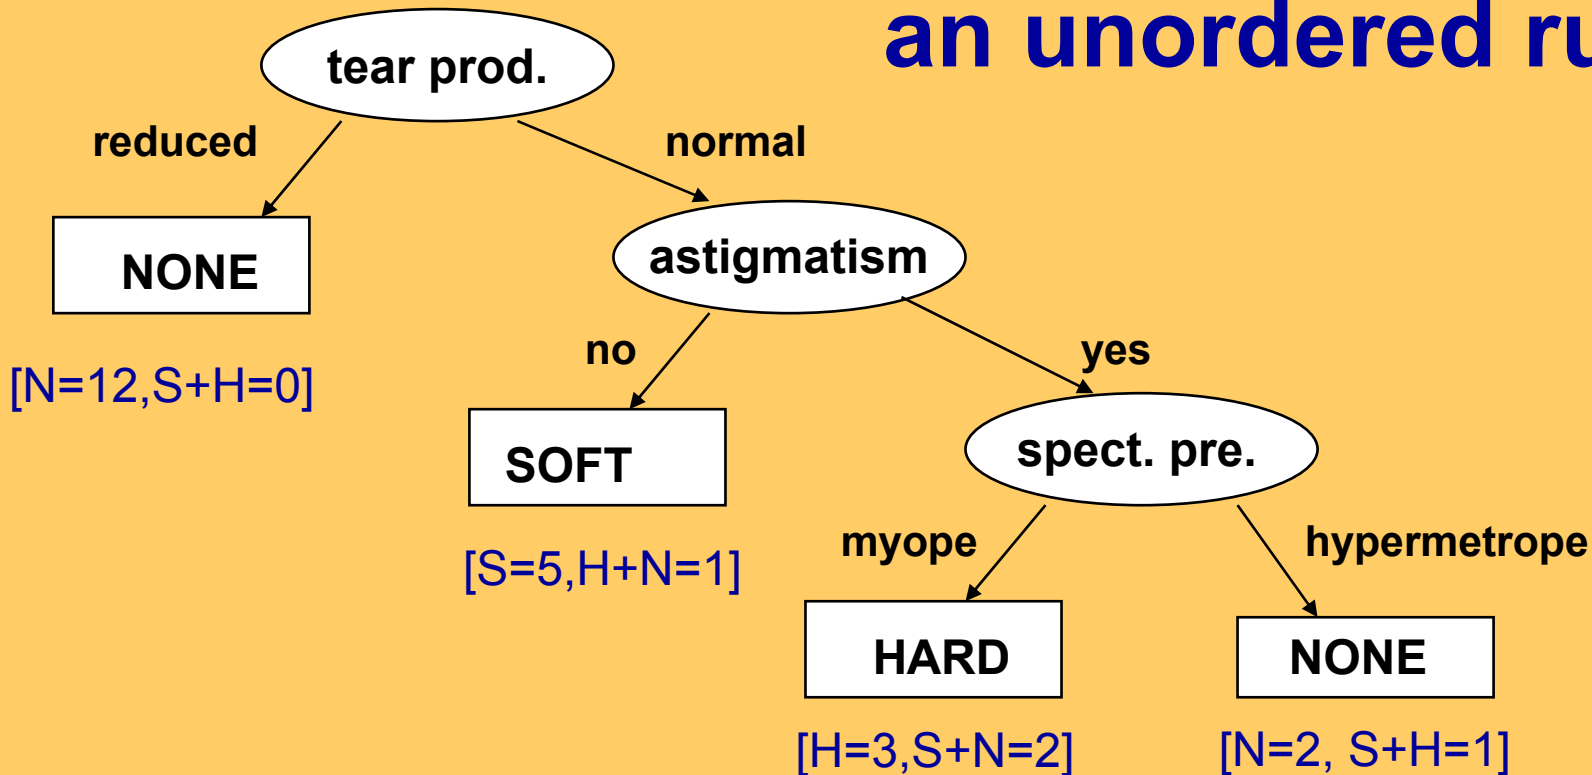 an unordered ru
tear prod.
reduced
normal
NONE
astigmatism
[N=12,S+H=0]
no
yes
SOFT
spect. pre.
[S=5,H+N=1]
myope
hypermetrope
HARD
NONE
[H=3,S+N=2]
[N=2, S+H=1]